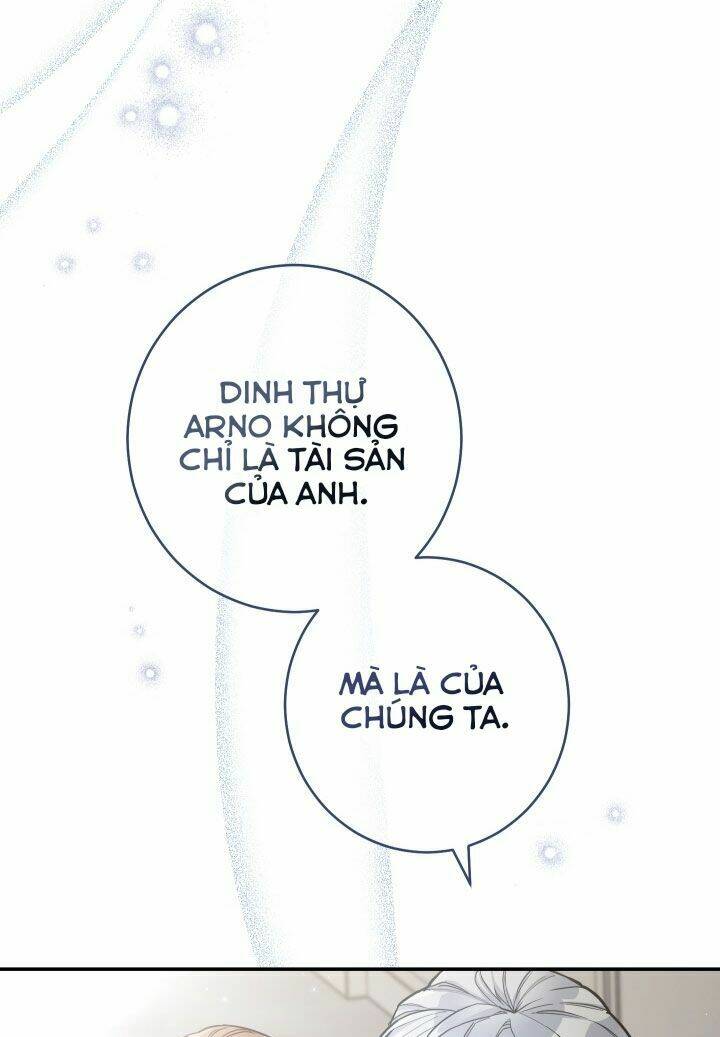 DINH THỰ
ARNO KHÔNG
CHỈ LÀ TÀI SẢN
CỦA ANH.
MÀ LÀ CỦA
CHÚNG TA.